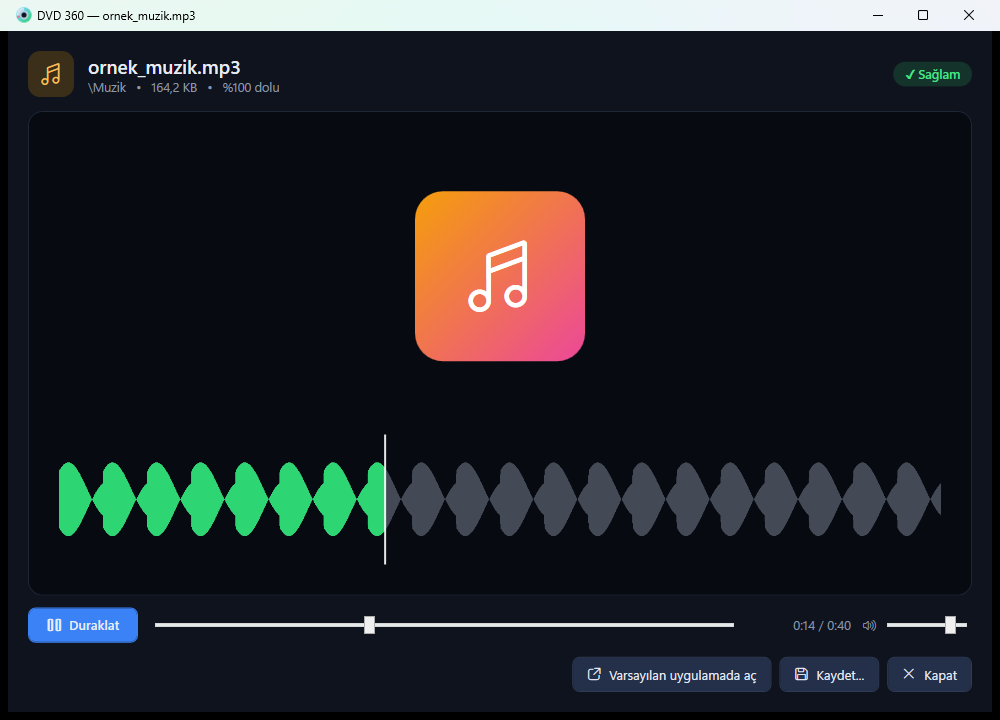 DVD 360 — ornek_muzik.mp3
ornek_muzik.mp3
\Muzik • 164,2 KB • %100 dolu
✓ Sağlam
Duraklat
0:14 / 0:40
Varsayılan uygulamada aç
Kaydet...
Kapat